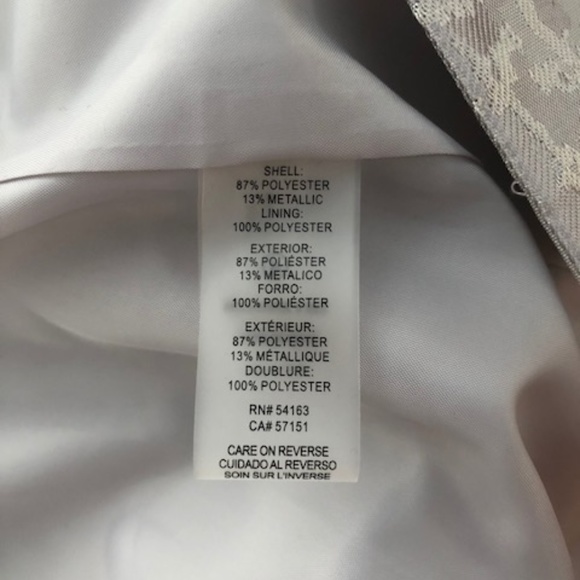 SHELL:
87% POLYESTER
13% METALLIC
LINING:
100% POLYESTER
EXTERIOR:
87% POLIÉSTER
13% METALICO
FORRO:
100% POLIÉSTER
EXTÉRIEUR:
87% POLYESTER
13% MÉTALLIQUE
DOUBLURE:
100% POLYESTER
RN# 54163
CA# 57151
CARE ON REVERSE
CUIDADO AL REVERSO
SOIN SUR L'INVERSE